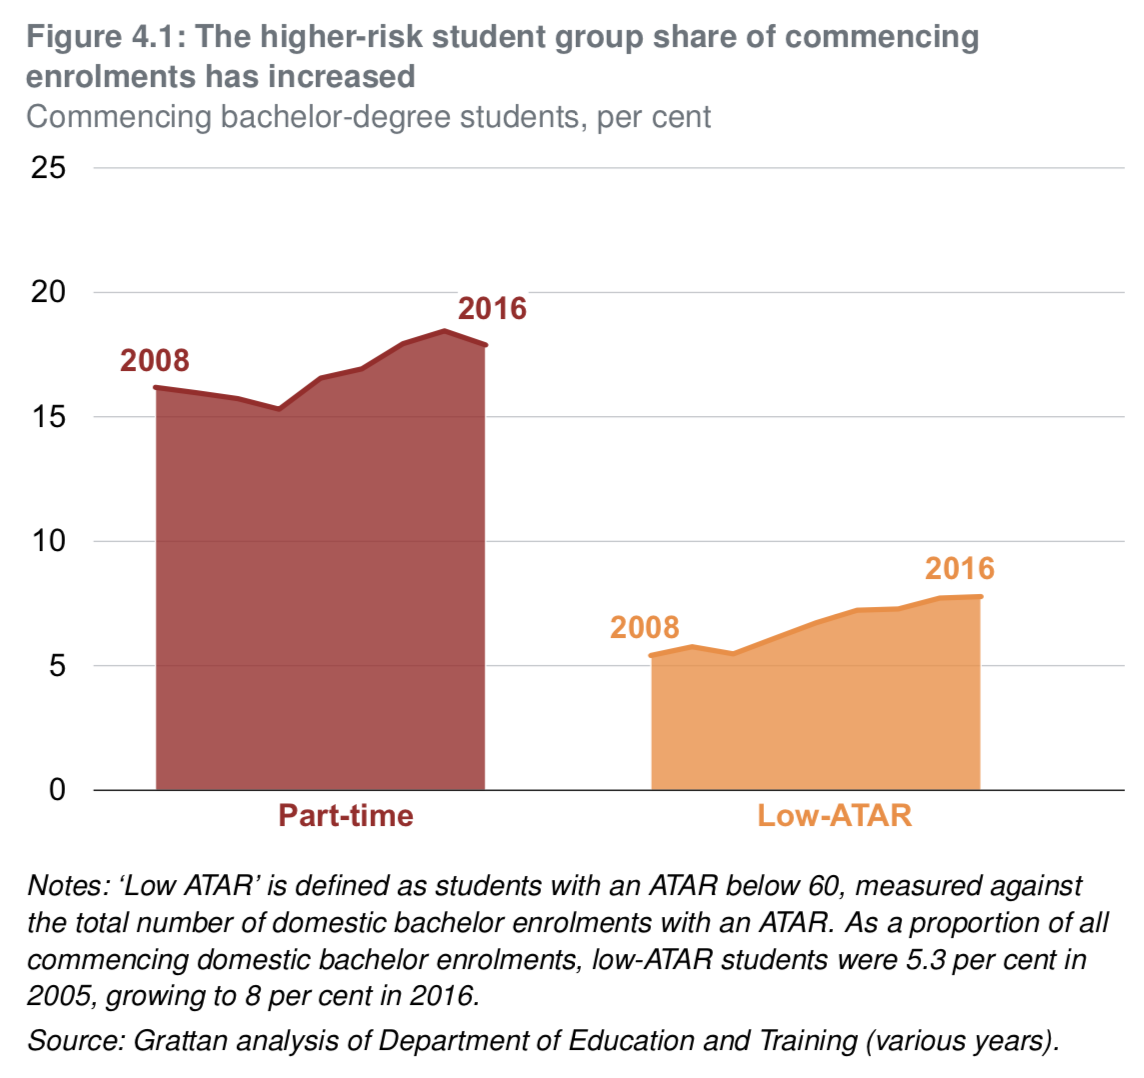 Figure 4.1: The higher-risk student group share of commencing
enrolments has increased
Commencing bachelor-degree students, per cent
25
20
15
10
5
0
2008
2016
2008
2016
Part-time
Low-ATAR
Notes: ‘Low ATAR’ is defined as students with an ATAR below 60, measured against
the total number of domestic bachelor enrolments with an ATAR. As a proportion of all
commencing domestic bachelor enrolments, low-ATAR students were 5.3 per cent in
2005, growing to 8 per cent in 2016.
Source: Grattan analysis of Department of Education and Training (various years).